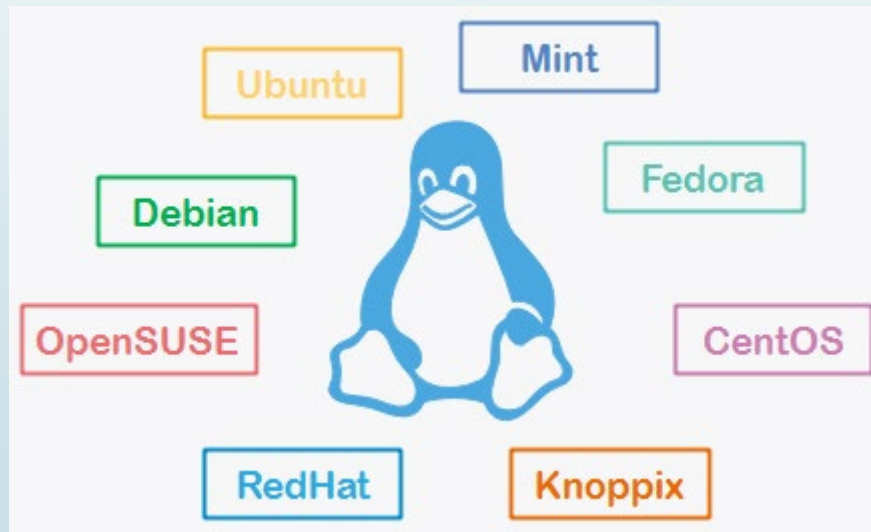 Mint
Ubuntu
Fedora
Debian
OpenSUSE
CentOS
RedHat
Knoppix